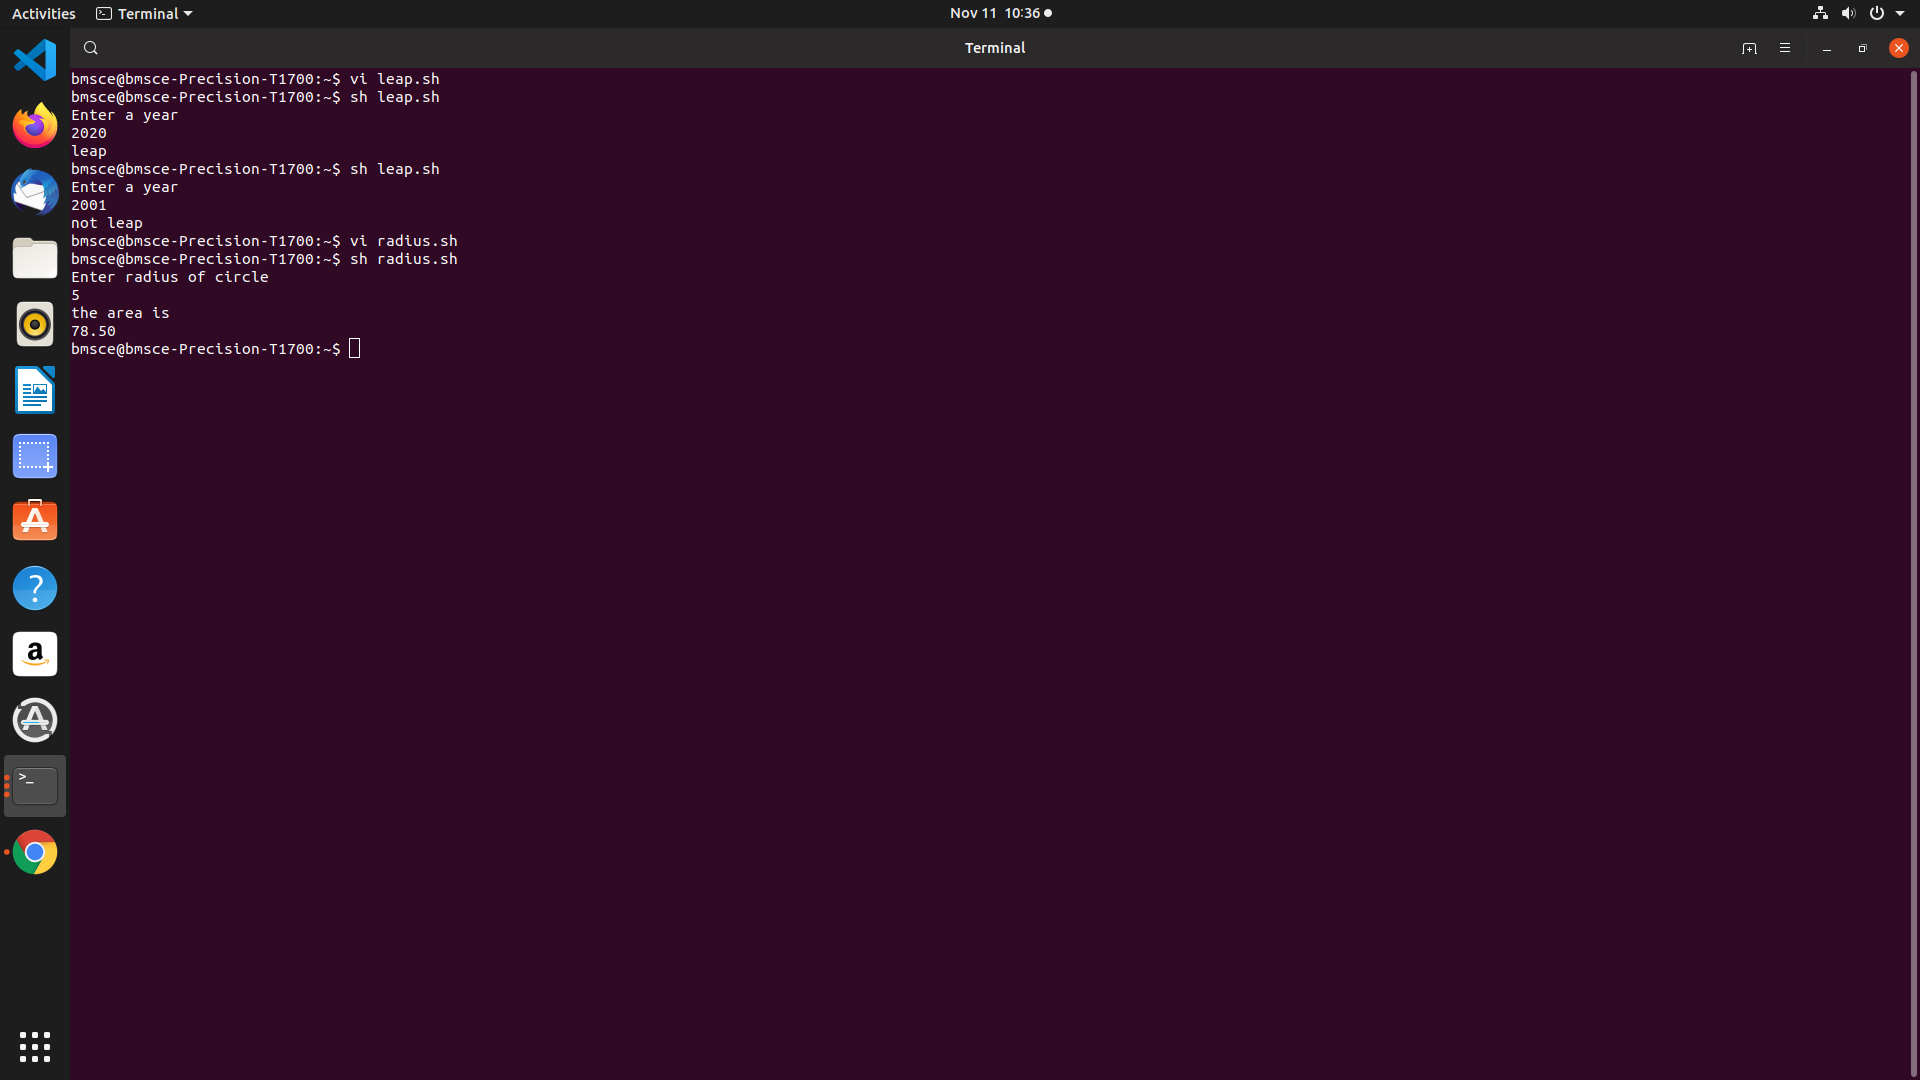 Activities Terminal Nov 11 10:36
Terminal
bmsce@bmsce-Precision-T1700:~$ vi leap.sh
bmsce@bmsce-Precision-T1700:~$ sh leap.sh
Enter a year
2020
leap
bmsce@bmsce-Precision-T1700:~$ sh leap.sh
Enter a year
2001
not leap
bmsce@bmsce-Precision-T1700:~$ vi radius.sh
bmsce@bmsce-Precision-T1700:~$ sh radius.sh
Enter radius of circle
5
the area is
78.50
bmsce@bmsce-Precision-T1700:~$